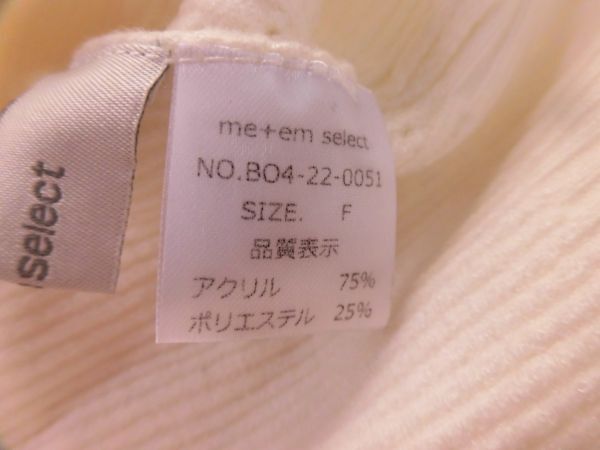 me+em select
NO.BO4-22-0051
SIZE. F
品質表示
アクリル 75%
ポリエステル 25%
select